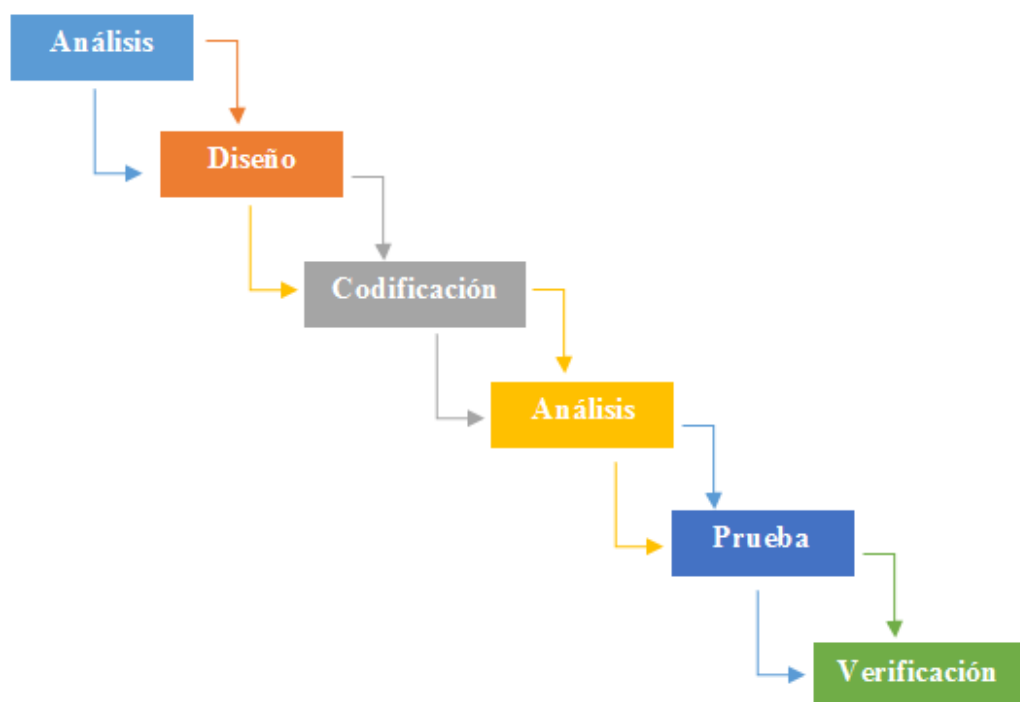 Análisis
Diseño
Codificación
Análisis
Prueba
Verificación